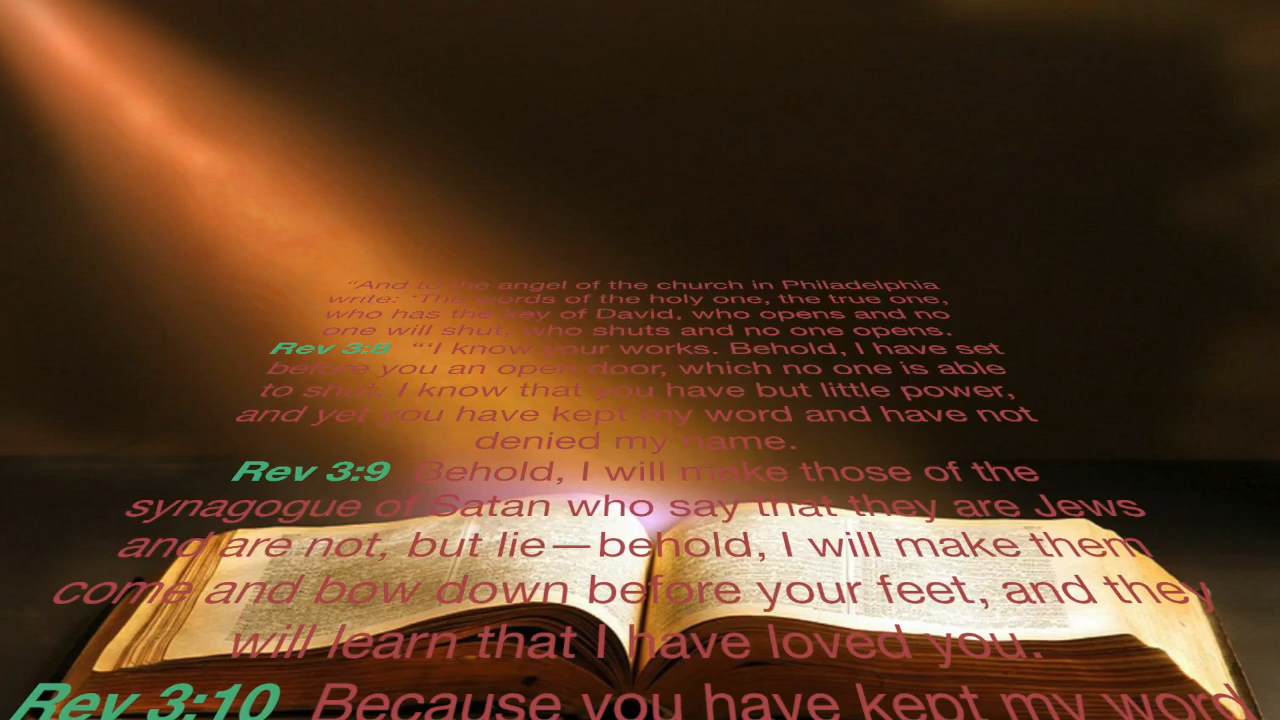 “And to the angel of the church in Philadelphia
write: ‘The words of the holy one, the true one,
who has the key of David, who opens and no
one will shut, who shuts and no one opens.
Rev 3:8 “‘I know your works. Behold, I have set
before you an open door, which no one is able
to shut. I know that you have but little power,
and yet you have kept my word and have not
denied my name.
Rev 3:9 Behold, I will make those of the
synagogue of Satan who say that they are Jews
and are not, but lie—behold, I will make them
come and bow down before your feet, and they
will learn that I have loved you.
Rev 3:10 Because you have kept my word